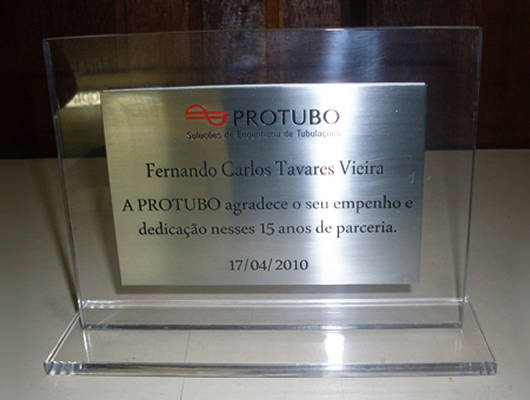 PROTUBO
Soluções de Engenharia de Tubulações
Fernando Carlos Tavares Vieira
A PROTUBO agradece o seu empenho e
dedicação nesses 15 anos de parceria.
17/04/2010